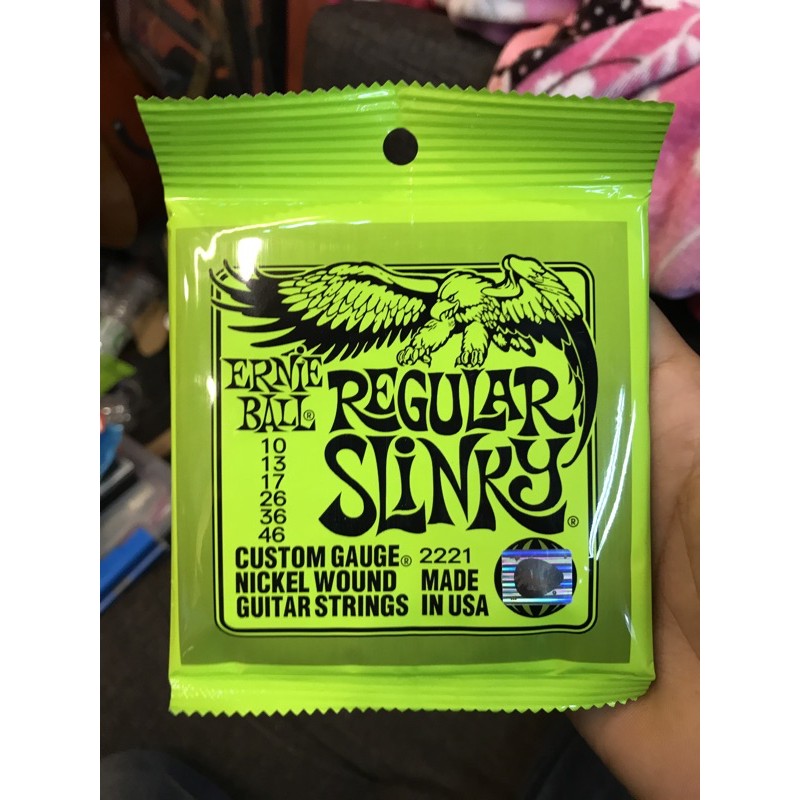 ERNIE
BALL®
REGULAR
SLINKY®
10
13
17
26
36
46
CUSTOM GAUGE® 2221
NICKEL WOUND MADE
GUITAR STRINGS IN USA